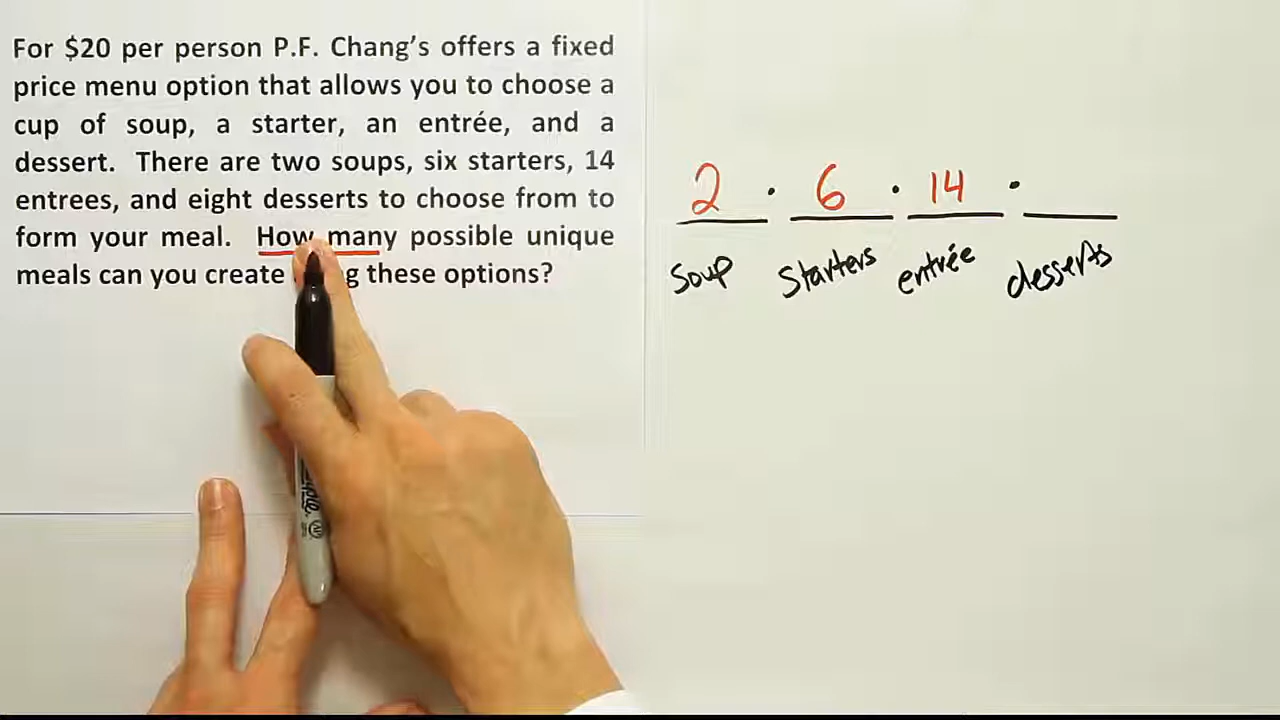 For $20 per person P.F. Chang's offers a fixed
price menu option that allows you to choose a
cup of soup, a starter, an entrée, and a
dessert. There are two soups, six starters, 14
entrees, and eight desserts to choose from to
form your meal. How many possible unique
meals can you create these options?
2 · 6 · 14 ·
Soup Starters entrée desserts